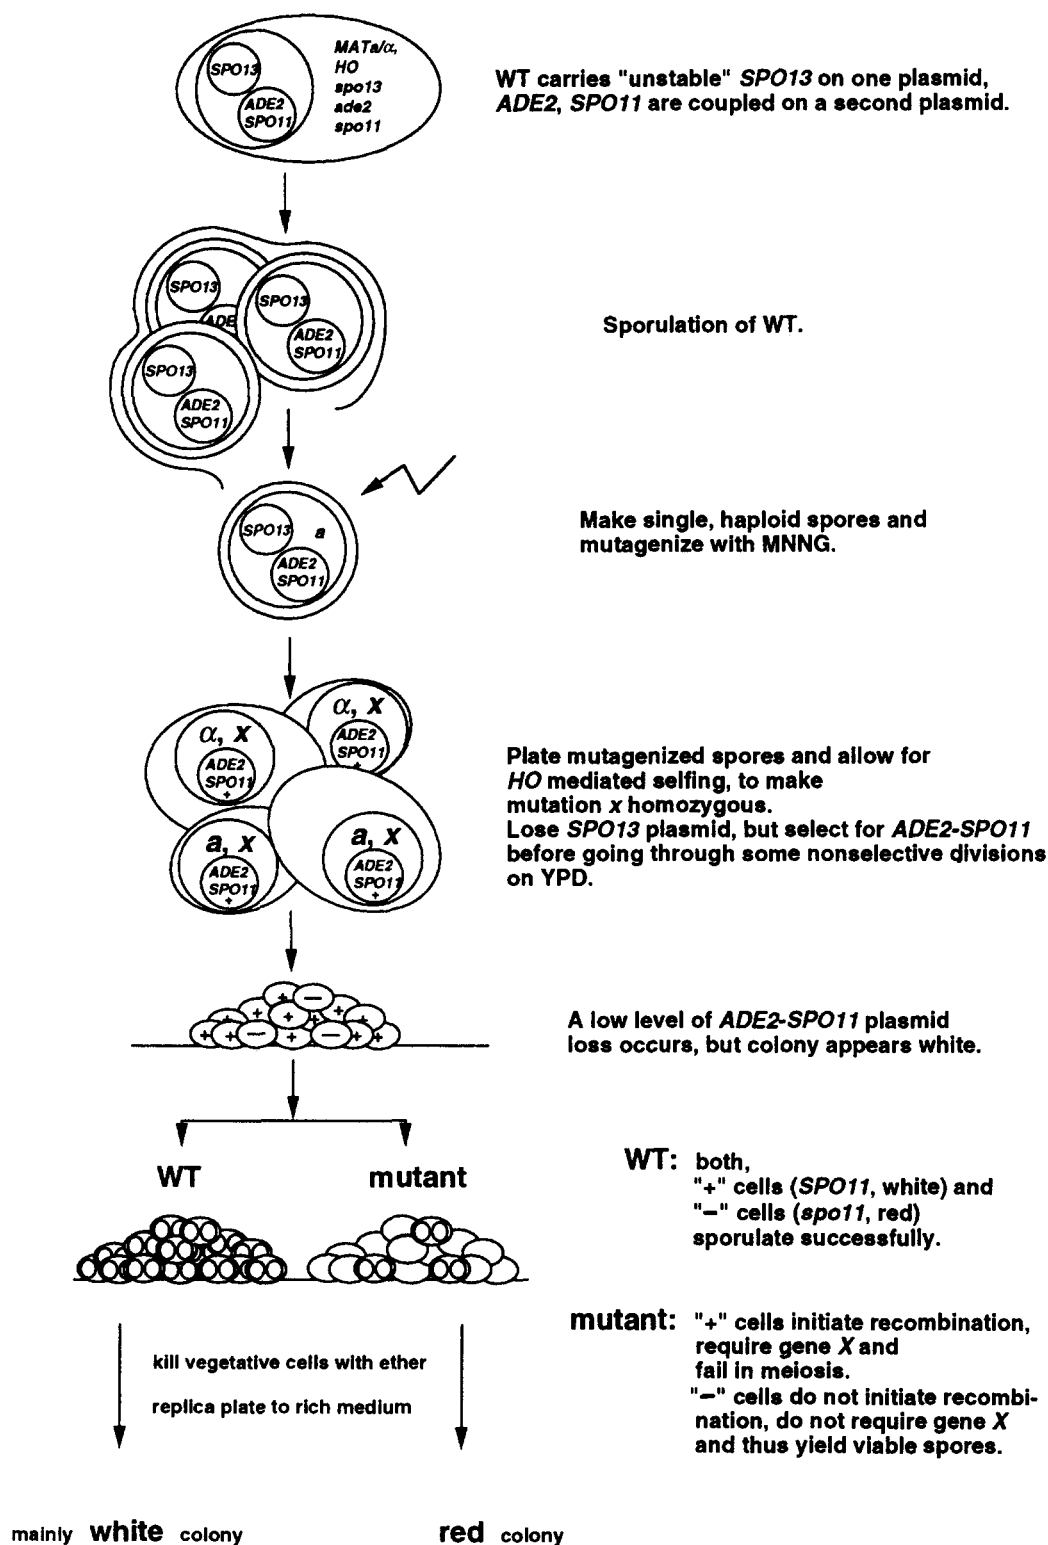 SPO13
ADE2
SPO11
MATa/α,
HO
spo13
ade2
spo11
WT carries "unstable" SPO13 on one plasmid,
ADE2, SPO11 are coupled on a second plasmid.
SPO13
ADE
SPO13
ADE2
SPO11
SPO13
ADE2
SPO11
Sporulation of WT.
SPO13
a
ADE2
SPO11
Make single, haploid spores and
mutagenize with MNNG.
α, x
ADE2
SPO11
+
α, x
ADE2
SPO11
+
a, x
ADE2
SPO11
+
a, x
ADE2
SPO11
+
Plate mutagenized spores and allow for
HO mediated selfing, to make
mutation x homozygous.
Lose SPO13 plasmid, but select for ADE2-SPO11
before going through some nonselective divisions
on YPD.
+ −
+ + + +
+ + − + − + +
A low level of ADE2-SPO11 plasmid
loss occurs, but colony appears white.
WT
mutant
WT: both,
"+" cells (SPO11, white) and
"−" cells (spo11, red)
sporulate successfully.
mutant: "+" cells initiate recombination,
require gene X and
fail in meiosis.
"−" cells do not initiate recombi-
nation, do not require gene X
and thus yield viable spores.
kill vegetative cells with ether
replica plate to rich medium
mainly white colony
red colony